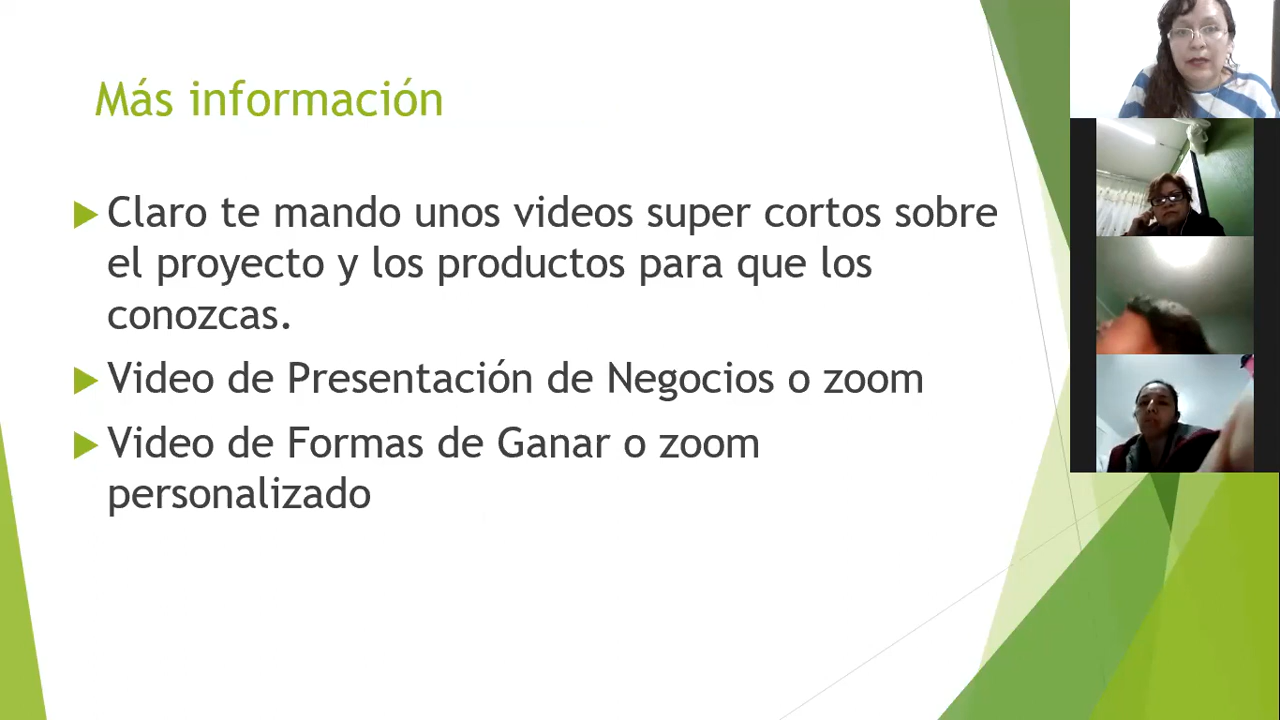 Más información
Claro te mando unos videos super cortos sobre
el proyecto y los productos para que los
conozcas.
Video de Presentación de Negocios o zoom
Video de Formas de Ganar o zoom
personalizado